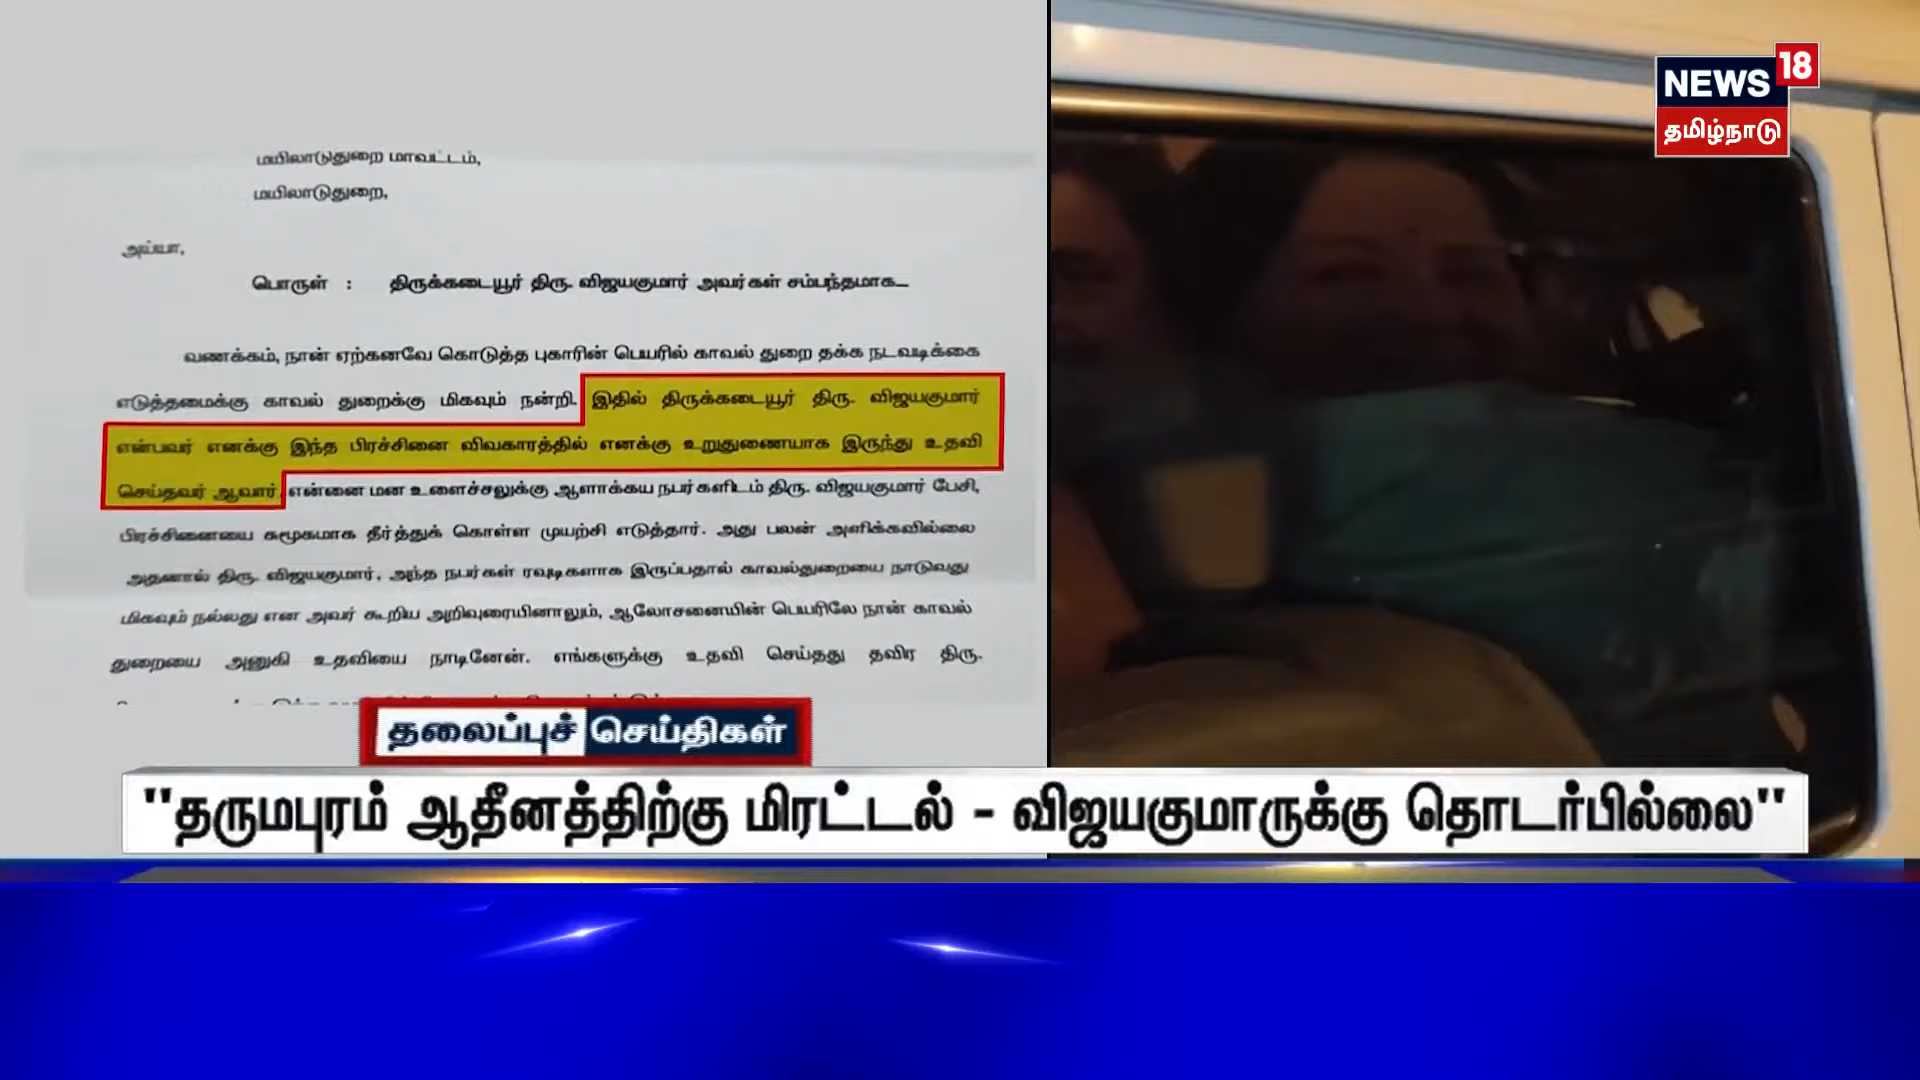 NEWS 18
தமிழ்நாடு
மயிலாடுதுறை மாவட்டம்,
மயிலாடுதுறை,
அய்யா,
பொருள் : திருக்கடையூர் திரு. விஜயகுமார் அவர்கள் சம்பந்தமாக...
வணக்கம், நான் ஏற்கனவே கொடுத்த புகாரின் பெயரில் காவல் துறை தக்க நடவடிக்கை
எடுத்தமைக்கு காவல் துறைக்கு மிகவும் நன்றி. இதில் திருக்கடையூர் திரு. விஜயகுமார்
என்பவர் எனக்கு இந்த பிரச்சினை விவகாரத்தில் எனக்கு உறுதுணையாக இருந்து உதவி
செய்தவர் ஆவார். என்னை மன உளைச்சலுக்கு ஆளாக்கய நபர்களிடம் திரு. விஜயகுமார் பேசி,
பிரச்சினையை சுமூகமாக தீர்த்துக் கொள்ள முயற்சி எடுத்தார். அது பலன் அளிக்கவில்லை
அதனால் திரு. விஜயகுமார், அந்த நபர்கள் ரவுடிகளாக இருப்பதால் காவல்துறையை நாடுவது
மிகவும் நல்லது என அவர் கூறிய அறிவுரையினாலும், ஆலோசனையின் பெயரிலே நான் காவல்
துறையை அனுகி உதவியை நாடினேன். எங்களுக்கு உதவி செய்தது தவிர திரு.
தலைப்புச் செய்திகள்
"தருமபுரம் ஆதீனத்திற்கு மிரட்டல் - விஜயகுமாருக்கு தொடர்பில்லை"